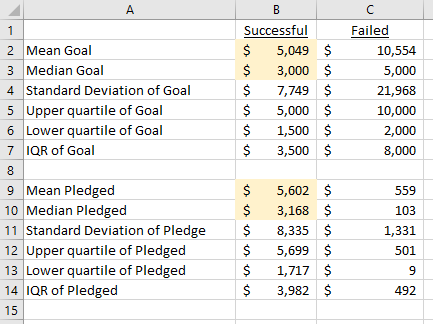 A B C
1 Successful Failed
2 Mean Goal $ 5,049 $ 10,554
3 Median Goal $ 3,000 $ 5,000
4 Standard Deviation of Goal $ 7,749 $ 21,968
5 Upper quartile of Goal $ 5,000 $ 10,000
6 Lower quartile of Goal $ 1,500 $ 2,000
7 IQR of Goal $ 3,500 $ 8,000
8
9 Mean Pledged $ 5,602 $ 559
10 Median Pledged $ 3,168 $ 103
11 Standard Deviation of Pledge $ 8,335 $ 1,331
12 Upper quartile of Pledged $ 5,699 $ 501
13 Lower quartile of Pledged $ 1,717 $ 9
14 IQR of Pledged $ 3,982 $ 492
15